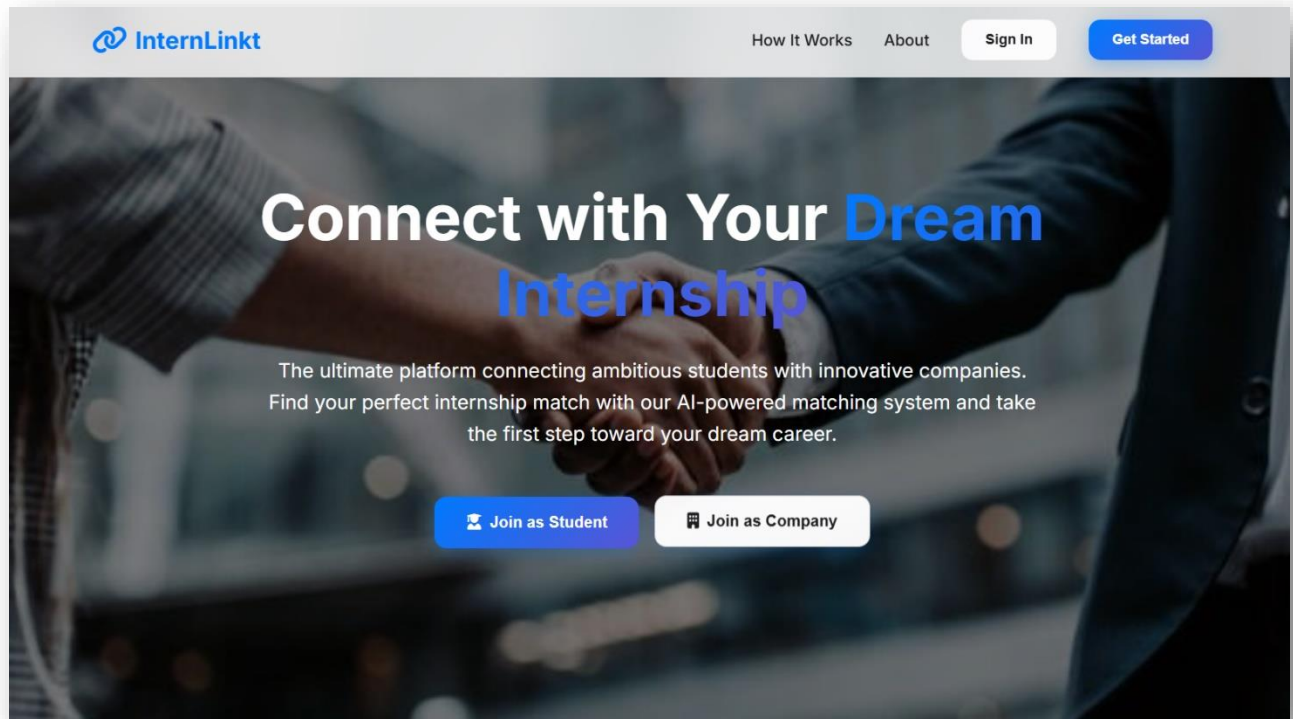 InternLinkt
How It Works
About
Sign In
Get Started
Connect with Your Dream
Internship
The ultimate platform connecting ambitious students with innovative companies.
Find your perfect internship match with our AI-powered matching system and take
the first step toward your dream career.
Join as Student
Join as Company